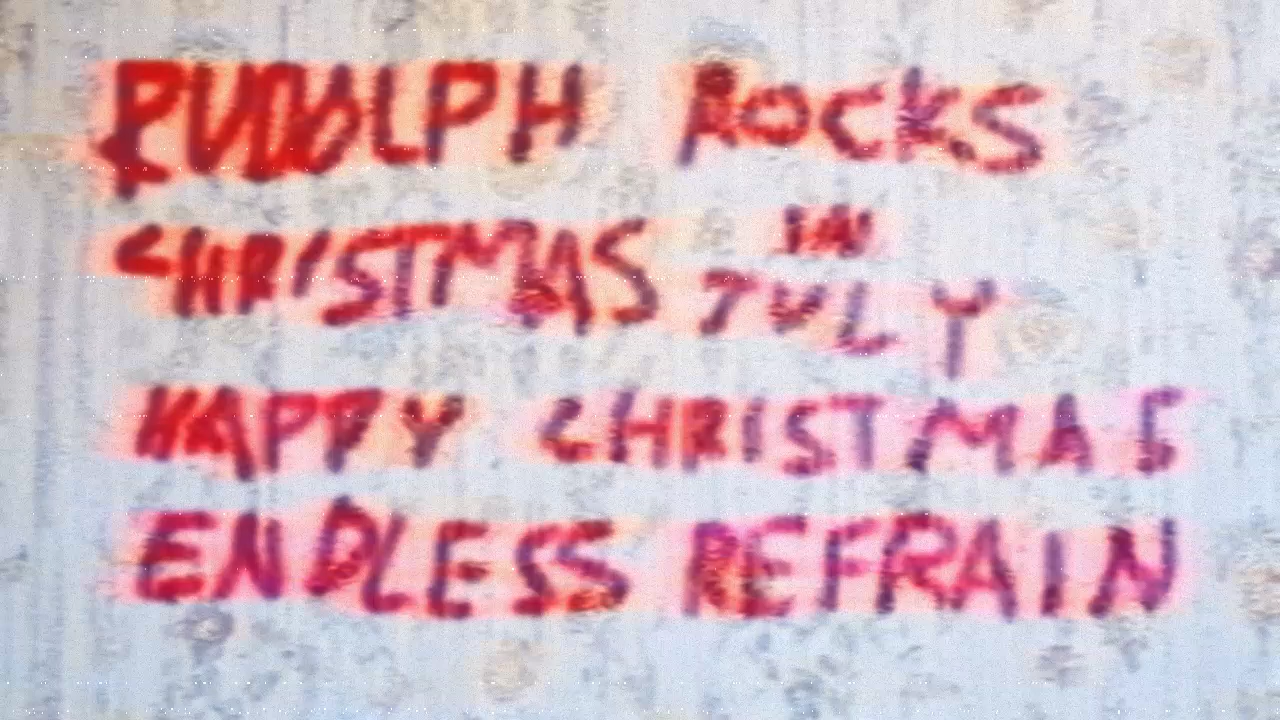 RUDOLPH ROCKS
CHRISTMAS IN JULY
HAPPY CHRISTMAS
ENDLESS REFRAIN